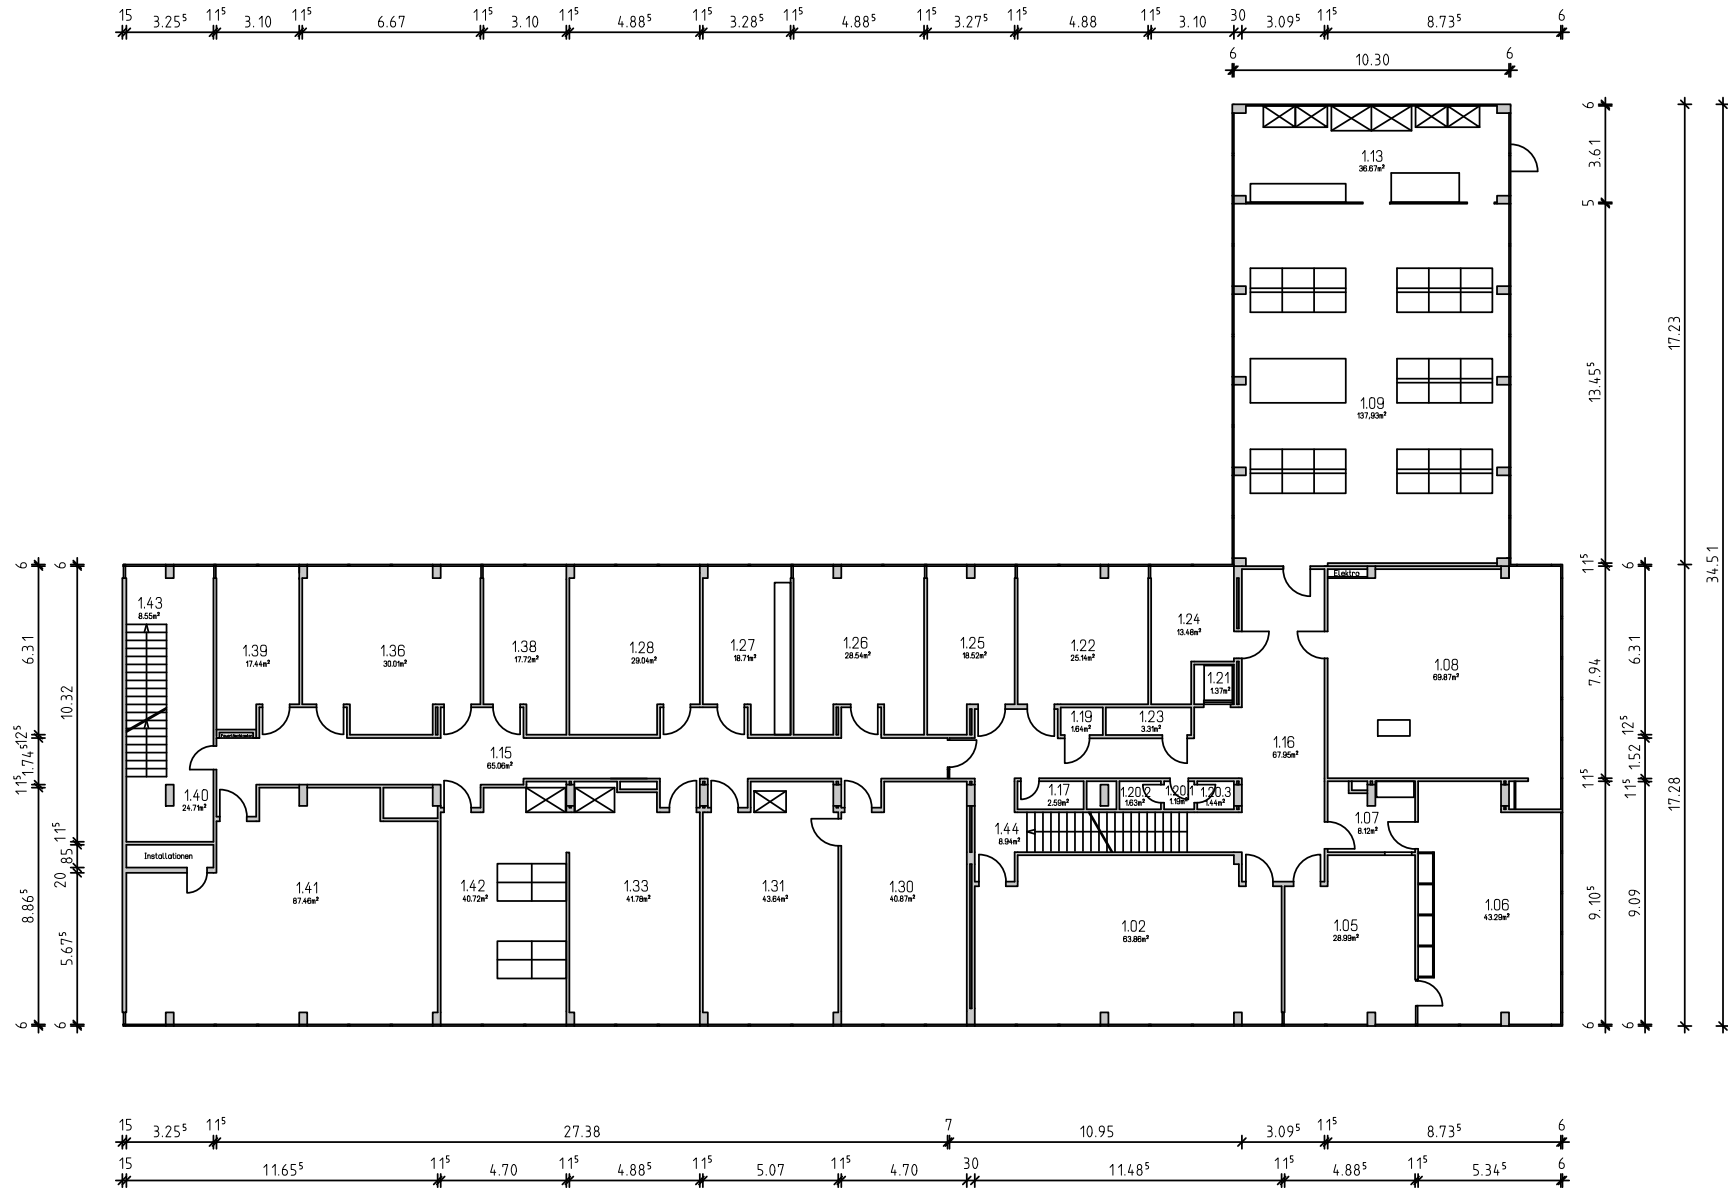 15 3.25⁵ 11⁵ 3.10 11⁵ 6.67 11⁵ 3.10 11⁵ 4.88⁵ 11⁵ 3.28⁵ 11⁵ 4.88⁵ 11⁵ 3.27⁵ 11⁵ 4.88 11⁵ 3.10 30 3.09⁵ 11⁵ 8.73⁵ 6
6 10.30 6
6
3.61
5
13.45⁵
11⁵
7.94
11⁵
9.10⁵
6
6
6.31
12⁵
1.52
11⁵
9.09
6
17.23
17.28
34.51
6
6.31
12⁵
1.74⁵
11⁵
8.86⁵
6
6
10.32
11⁵
85
20
5.67⁵
6
1.13
36.67m²
1.09
137,93m²
Elektro
1.43
8.55m²
1.39
17.44m²
1.36
30.01m²
1.38
17.72m²
1.28
29.04m²
1.27
18.71m²
1.26
28.54m²
1.25
18.52m²
1.22
25.14m²
1.24
13.48m²
1.21
1.37m²
1.08
69.87m²
1.19
1.64m²
1.23
3.31m²
1.15
65.06m²
1.16
67.95m²
1.40
24.71m²
1.17
2.59m²
1.20.2
1.63m²
1.20.1
1.19m²
1.20.3
1.44m²
1.44
8.94m²
1.07
8.12m²
Installationen
1.41
87.46m²
1.42
40.72m²
1.33
41.78m²
1.31
43.64m²
1.30
40.87m²
1.02
63.86m²
1.05
28.99m²
1.06
43.29m²
15 3.25⁵ 11⁵ 27.38 7 10.95 3.09⁵ 11⁵ 8.73⁵ 6
15 11.65⁵ 11⁵ 4.70 11⁵ 4.88⁵ 11⁵ 5.07 11⁵ 4.70 30 11.48⁵ 11⁵ 4.88⁵ 11⁵ 5.34⁵ 6